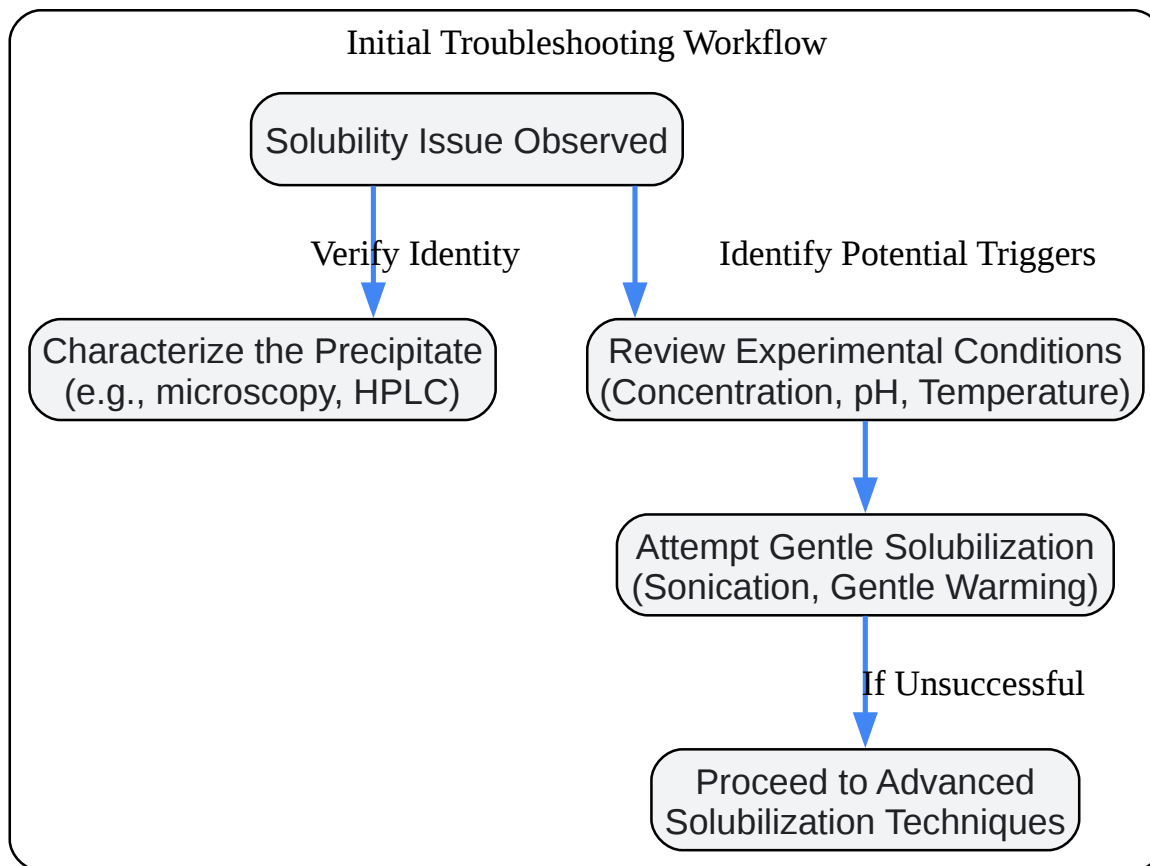 Initial Troubleshooting Workflow
Solubility Issue Observed
Verify Identity
Identify Potential Triggers
Characterize the Precipitate
(e.g., microscopy, HPLC)
Review Experimental Conditions
(Concentration, pH, Temperature)
Attempt Gentle Solubilization
(Sonication, Gentle Warming)
If Unsuccessful
Proceed to Advanced
Solubilization Techniques